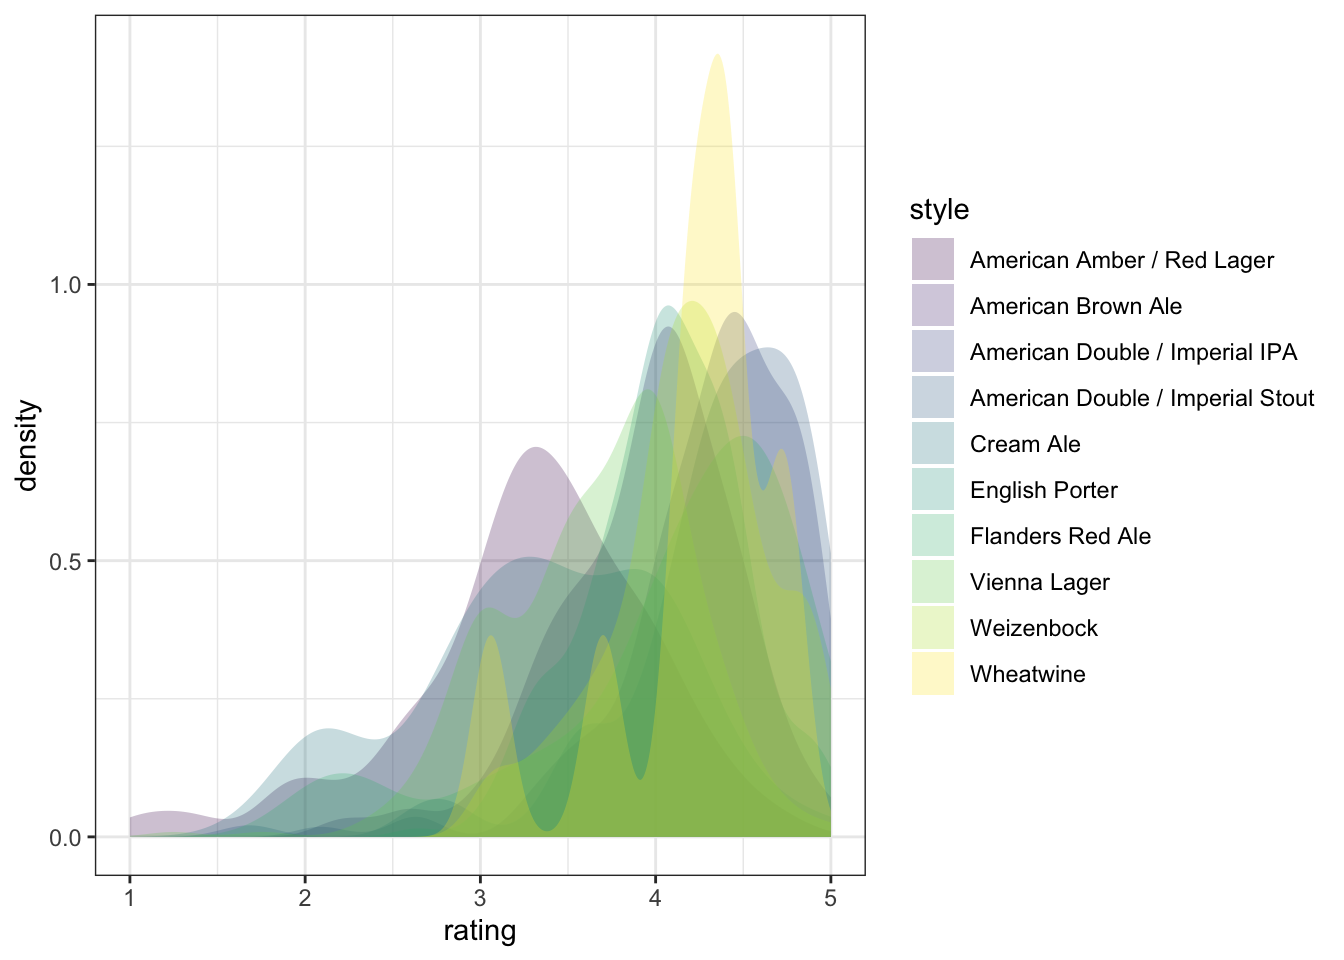 density
1.0
0.5
0.0
1 2 3 4 5
rating
style
American Amber / Red Lager
American Brown Ale
American Double / Imperial IPA
American Double / Imperial Stout
Cream Ale
English Porter
Flanders Red Ale
Vienna Lager
Weizenbock
Wheatwine